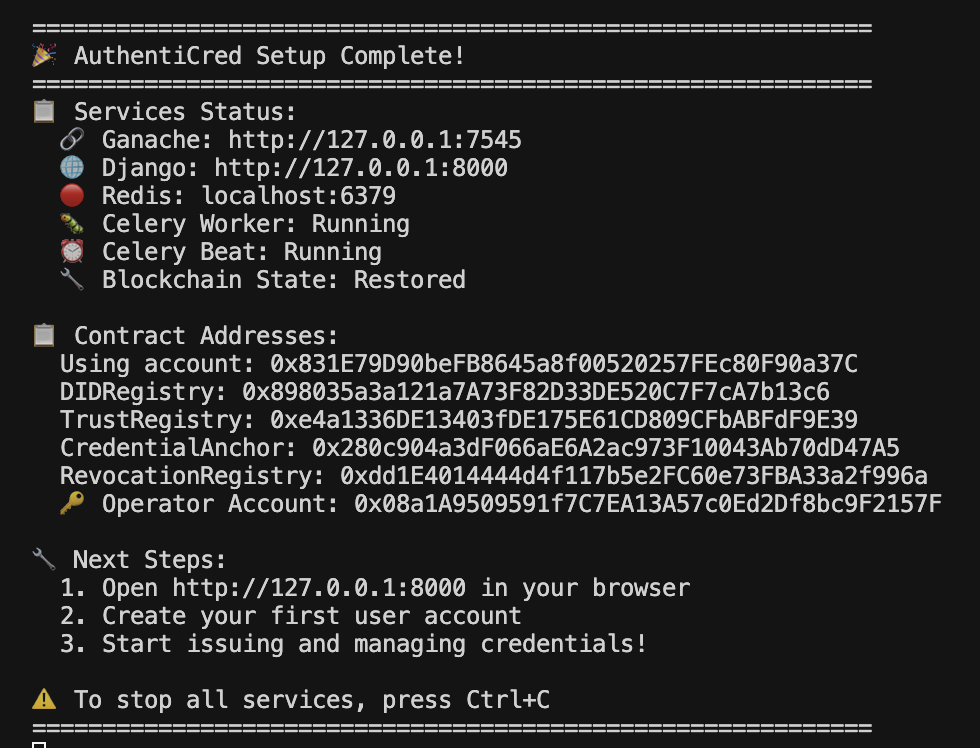 ============================================================
🎉 AuthentiCred Setup Complete!
============================================================
📋 Services Status:
🔗 Ganache: http://127.0.0.1:7545
🌐 Django: http://127.0.0.1:8000
🔴 Redis: localhost:6379
🐛 Celery Worker: Running
⏰ Celery Beat: Running
🔧 Blockchain State: Restored

📋 Contract Addresses:
Using account: 0x831E79D90beFB8645a8f00520257FEc80F90a37C
DIDRegistry: 0x898035a3a121a7A73F82D33DE520C7F7cA7b13c6
TrustRegistry: 0xe4a1336DE13403fDE175E61CD809CFbABFdF9E39
CredentialAnchor: 0x280c904a3dF066aE6A2ac973F10043Ab70dD47A5
RevocationRegistry: 0xdd1E4014444d4f117b5e2FC60e73FBA33a2f996a
🔑 Operator Account: 0x08a1A9509591f7C7EA13A57c0Ed2Df8bc9F2157F

🔧 Next Steps:
1. Open http://127.0.0.1:8000 in your browser
2. Create your first user account
3. Start issuing and managing credentials!

⚠️ To stop all services, press Ctrl+C
============================================================